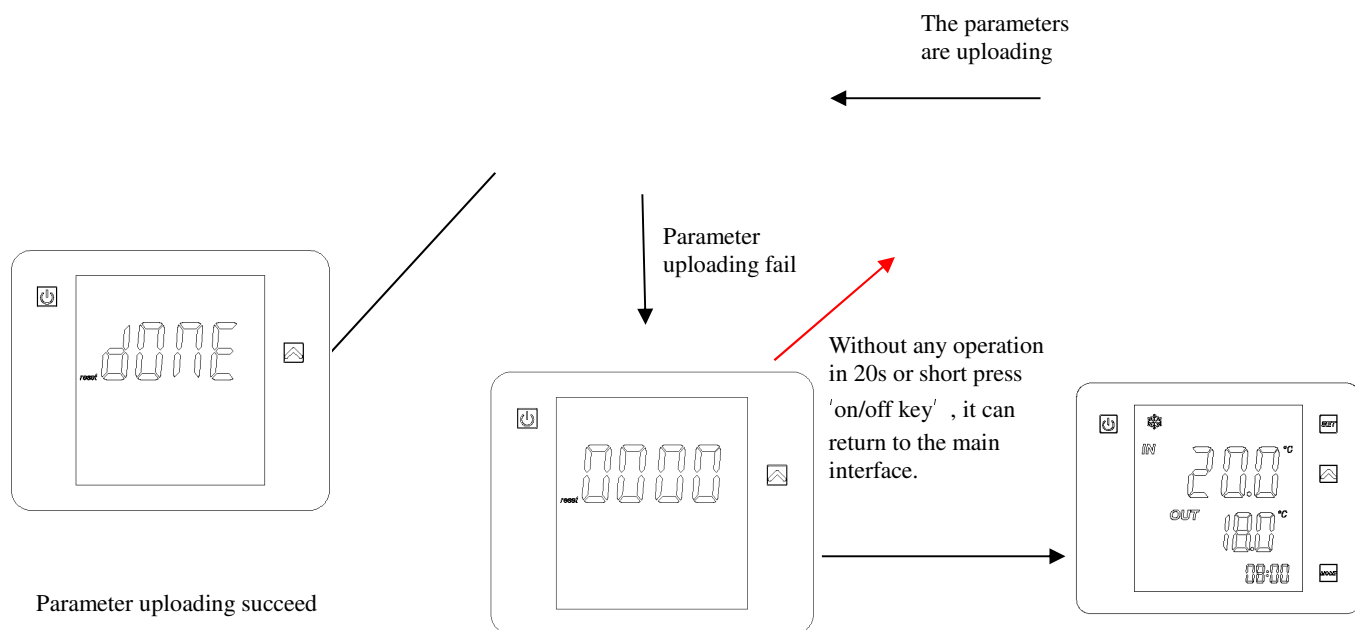 The parameters
are uploading
Parameter
uploading fail
dONE
reset
Without any operation
in 20s or short press
'on/off key' , it can
return to the main
interface.
0000
reset
SET
IN 20.0 °C
OUT 18.0 °C
08:00
MODE
Parameter uploading succeed